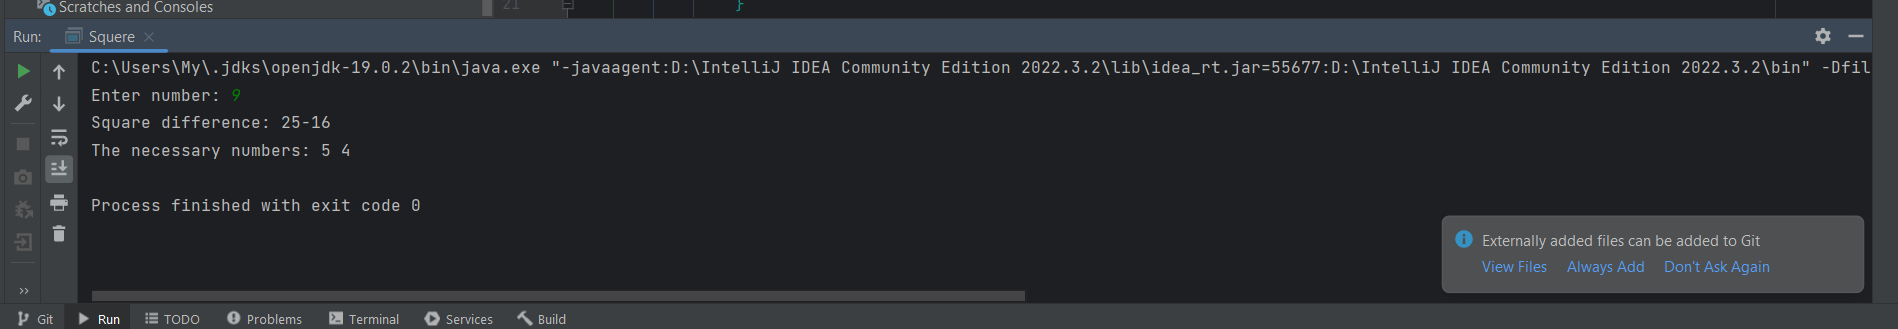 Scratches and Consoles
21
}
Run: Squere
C:\Users\My\.jdks\openjdk-19.0.2\bin\java.exe "-javaagent:D:\IntelliJ IDEA Community Edition 2022.3.2\lib\idea_rt.jar=55677:D:\IntelliJ IDEA Community Edition 2022.3.2\bin" -Dfil
Enter number: 9
Square difference: 25-16
The necessary numbers: 5 4
Process finished with exit code 0
Externally added files can be added to Git
View Files Always Add Don't Ask Again
Git Run TODO Problems Terminal Services Build